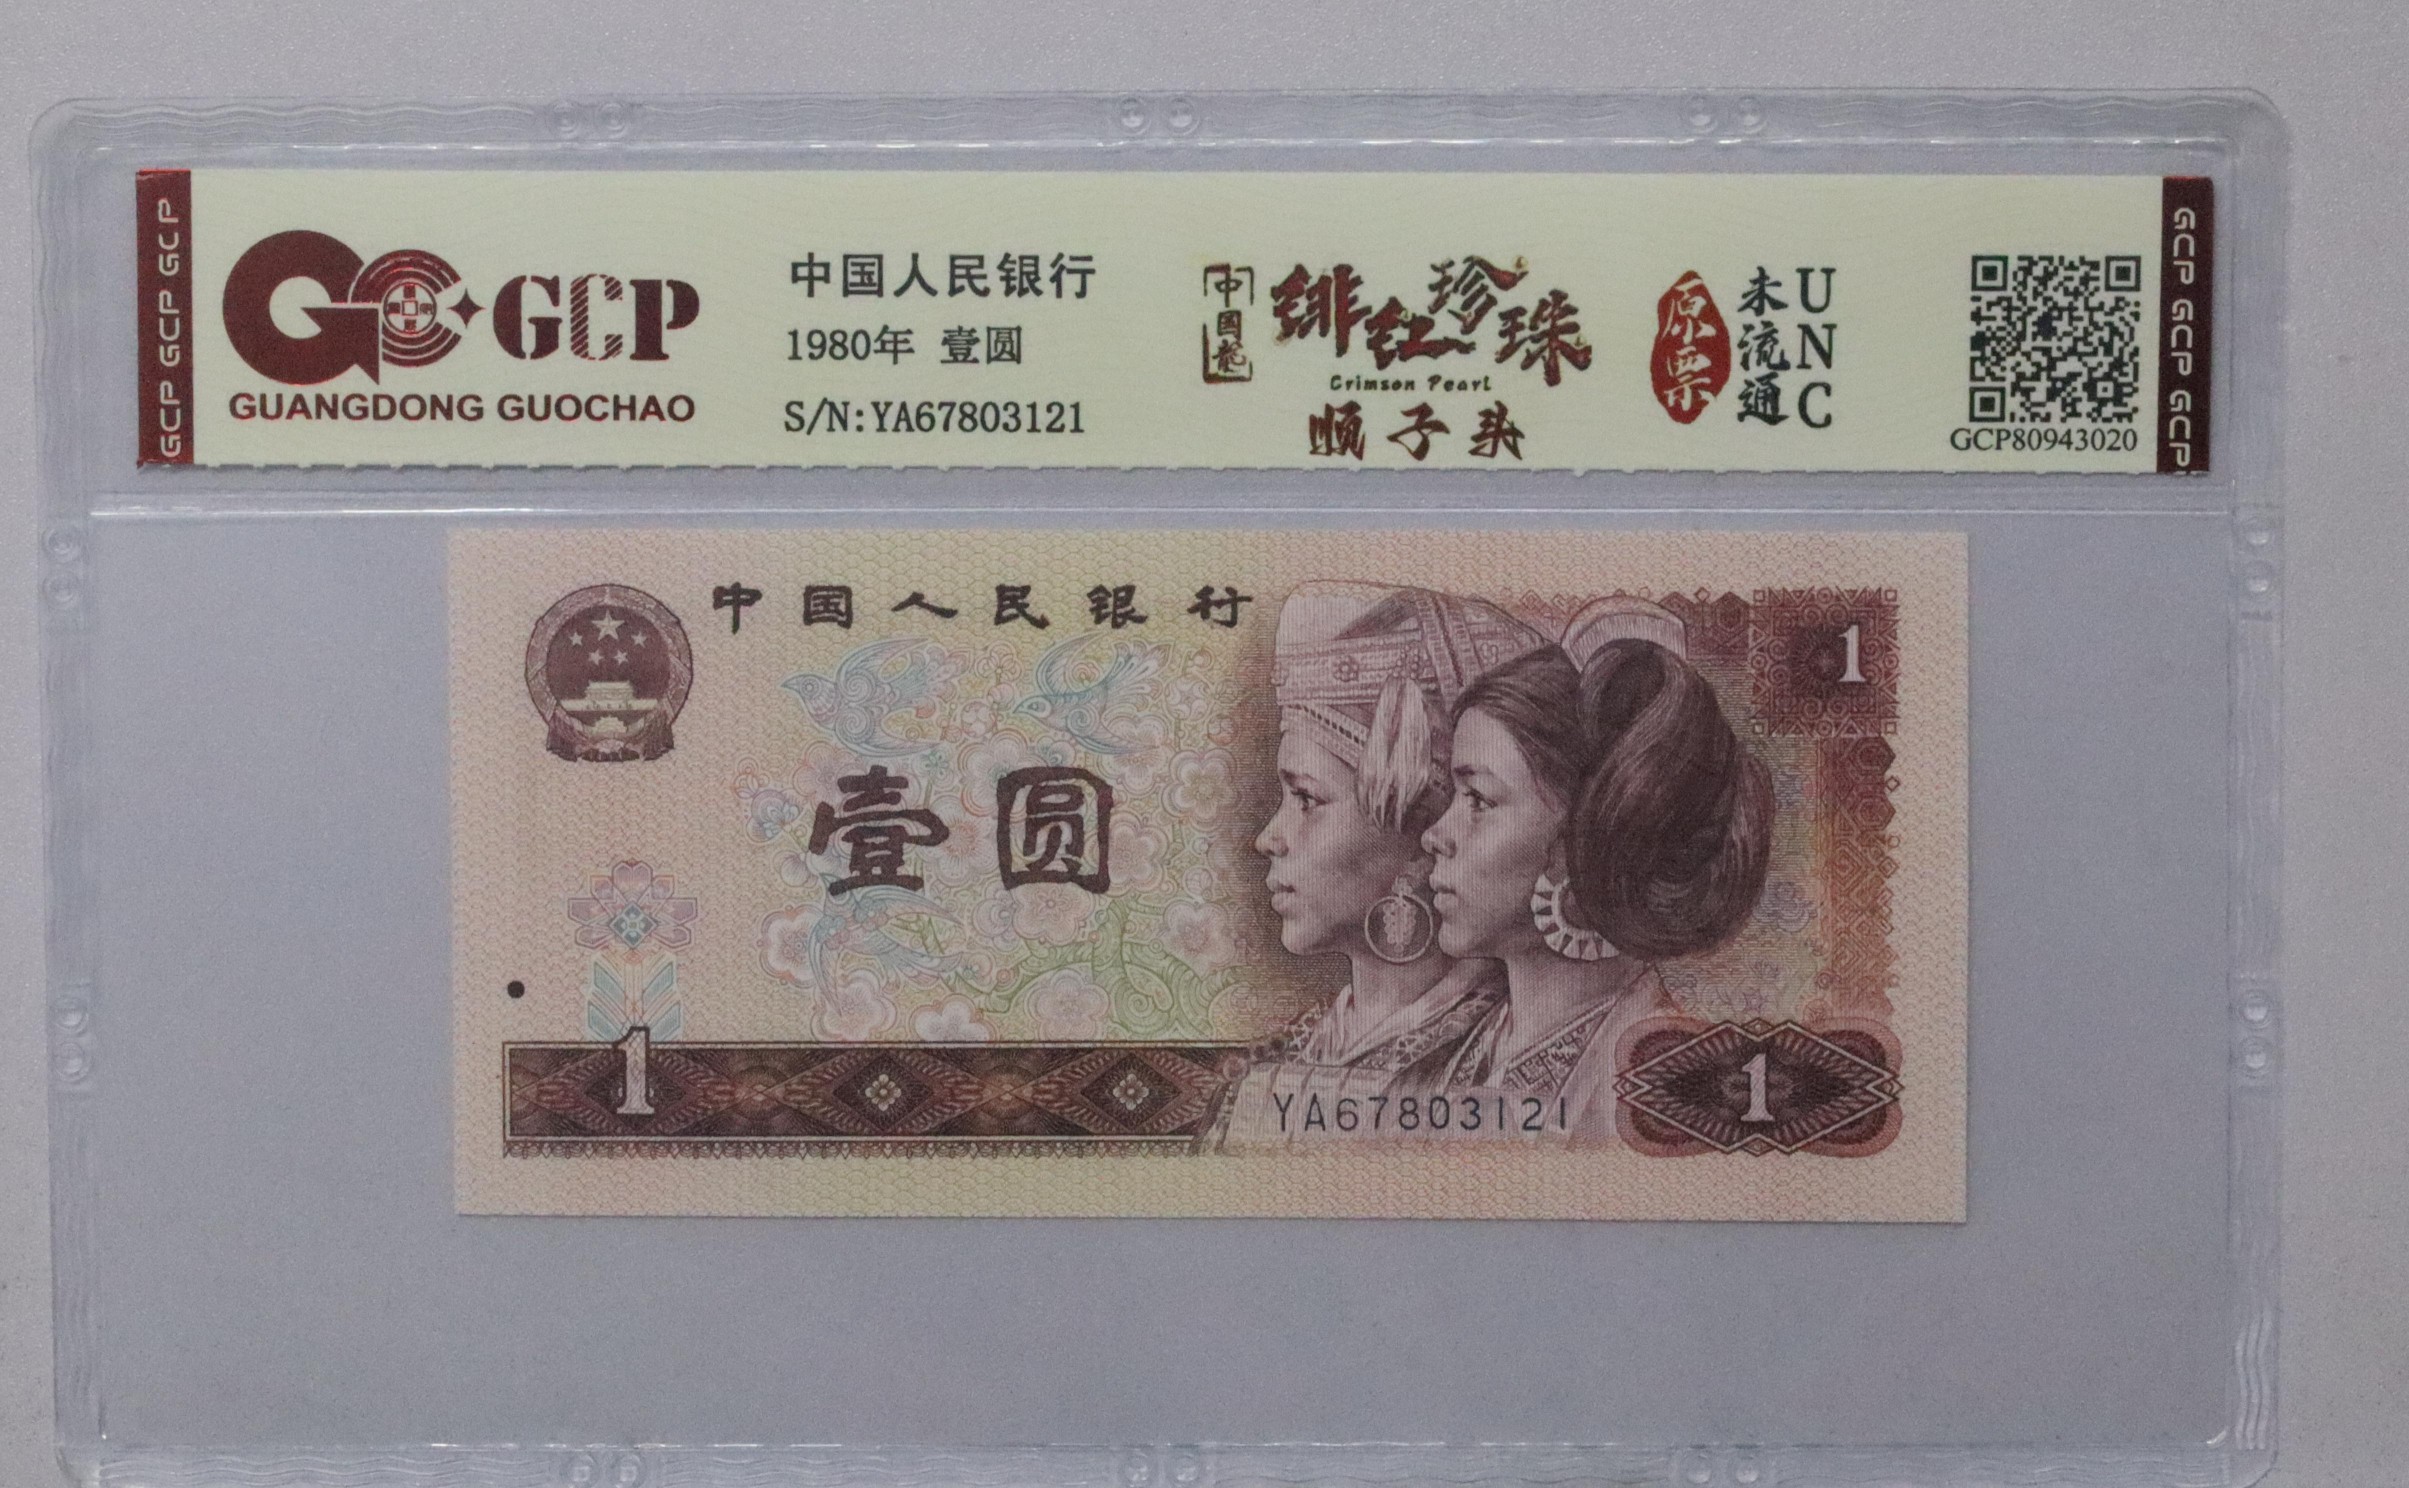 GCP GCP GCP
GCP
GUANGDONG GUOCHAO
中国人民银行
1980年 壹圆
S/N:YA67803121
中国龙
绯红珍珠
Crimson Pearl
顺子号
原票
未流通
UNC
GCP80943020
GCP GCP GCP
中国人民银行
1
壹圆
1
YA67803121
1